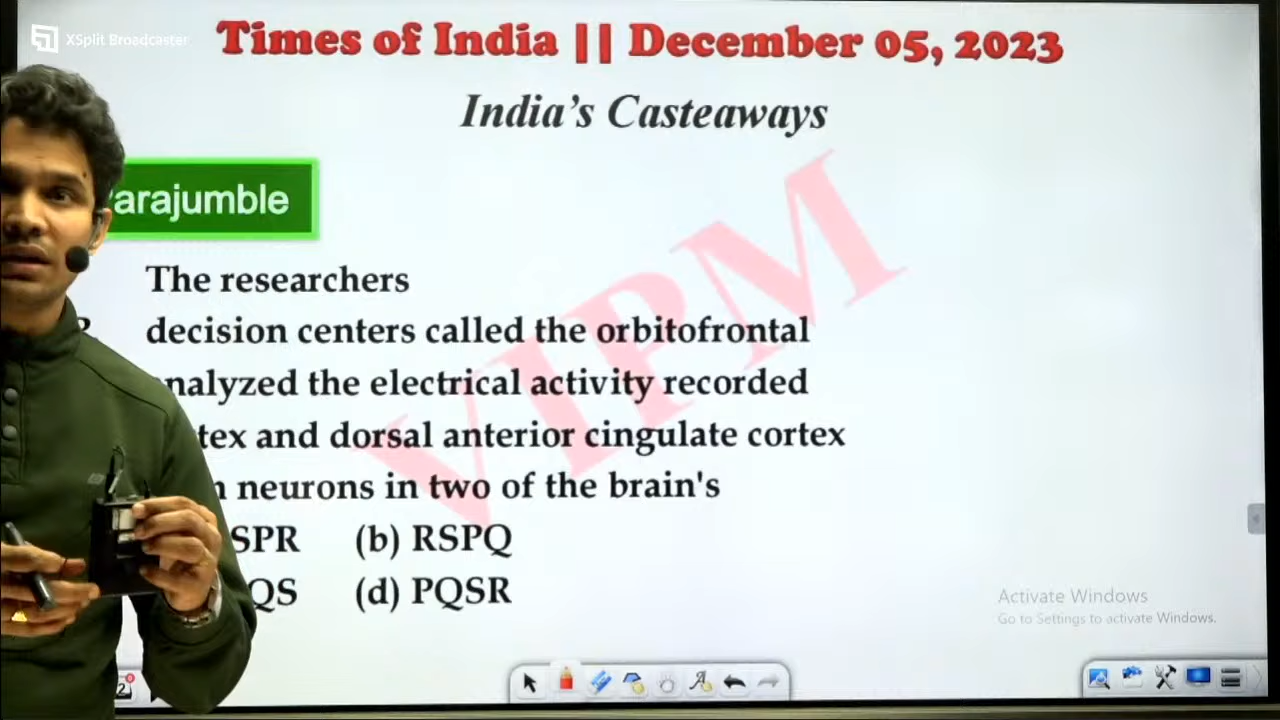 XSplit Broadcaster
Times of India || December 05, 2023
India's Casteaways
arajumble
The researchers
decision centers called the orbitofrontal
nalyzed the electrical activity recorded
tex and dorsal anterior cingulate cortex
neurons in two of the brain's
SPR (b) RSPQ
QS (d) PQSR
VIPM
Activate Windows
Go to Settings to activate Windows.